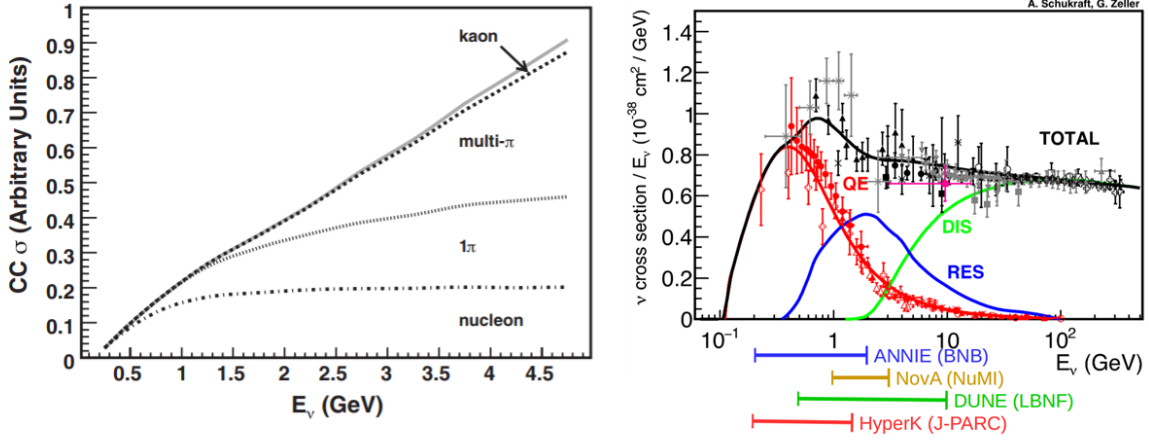 CC σ (Arbitrary Units)
1
0.9
0.8
0.7
0.6
0.5
0.4
0.3
0.2
0.1
0
kaon
multi-π
1π
nucleon
0.5 1 1.5 2 2.5 3 3.5 4 4.5
Eν (GeV)
A. Schukraft, G. Zeller
ν cross section / Eν (10⁻³⁸ cm² / GeV)
1.4
1.2
1
0.8
0.6
0.4
0.2
0
TOTAL
QE
DIS
RES
10⁻¹ 1 10 10²
Eν (GeV)
ANNIE (BNB)
NovA (NuMI)
DUNE (LBNF)
HyperK (J-PARC)